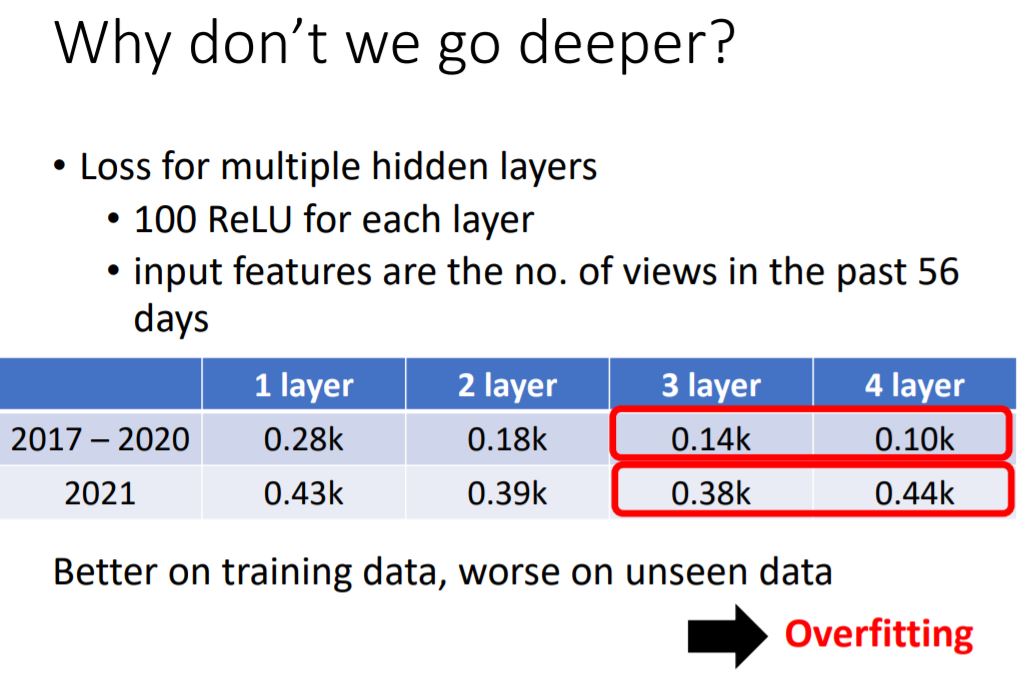 Why don’t we go deeper?
• Loss for multiple hidden layers
• 100 ReLU for each layer
• input features are the no. of views in the past 56
days
1 layer 2 layer 3 layer 4 layer
2017 – 2020 0.28k 0.18k 0.14k 0.10k
2021 0.43k 0.39k 0.38k 0.44k
Better on training data, worse on unseen data
Overfitting